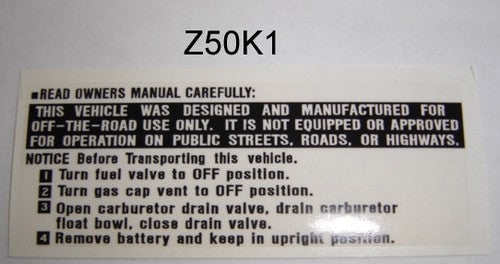 Z50K1
■READ OWNERS MANUAL CAREFULLY:
THIS VEHICLE WAS DESIGNED AND MANUFACTURED FOR
OFF-THE-ROAD USE ONLY. IT IS NOT EQUIPPED OR APPROVED
FOR OPERATION ON PUBLIC STREETS, ROADS, OR HIGHWAYS.
NOTICE Before Transporting this vehicle.
1 Turn fuel valve to OFF position.
2 Turn gas cap vent to OFF position.
3 Open carburetor drain valve, drain carburetor
float bowl, close drain valve.
4 Remove battery and keep in upright position.